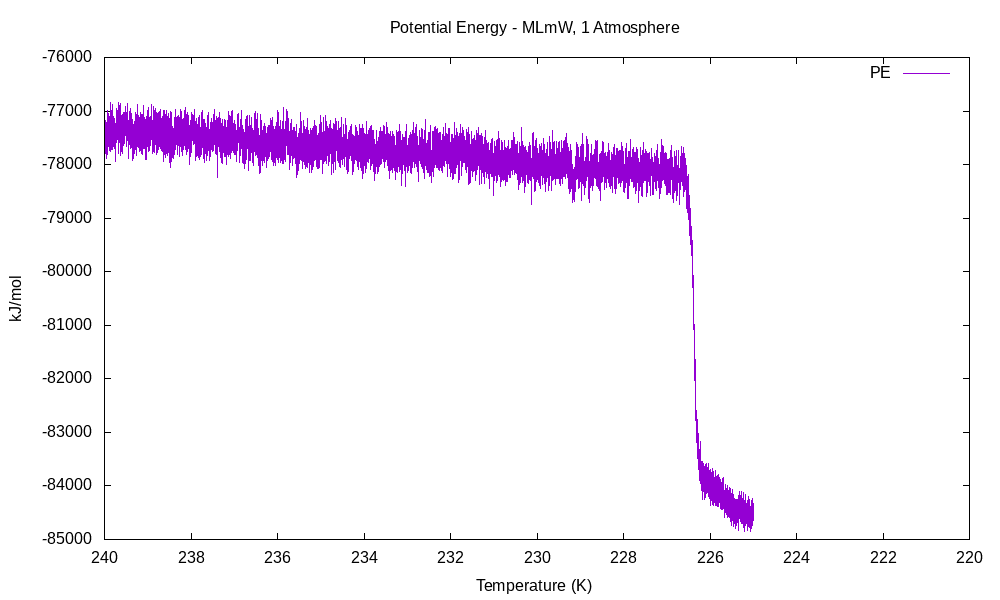 Potential Energy - MLmW, 1 Atmosphere
PE
-76000
-77000
-78000
-79000
-80000
-81000
-82000
-83000
-84000
-85000
kJ/mol
240 238 236 234 232 230 228 226 224 222 220
Temperature (K)